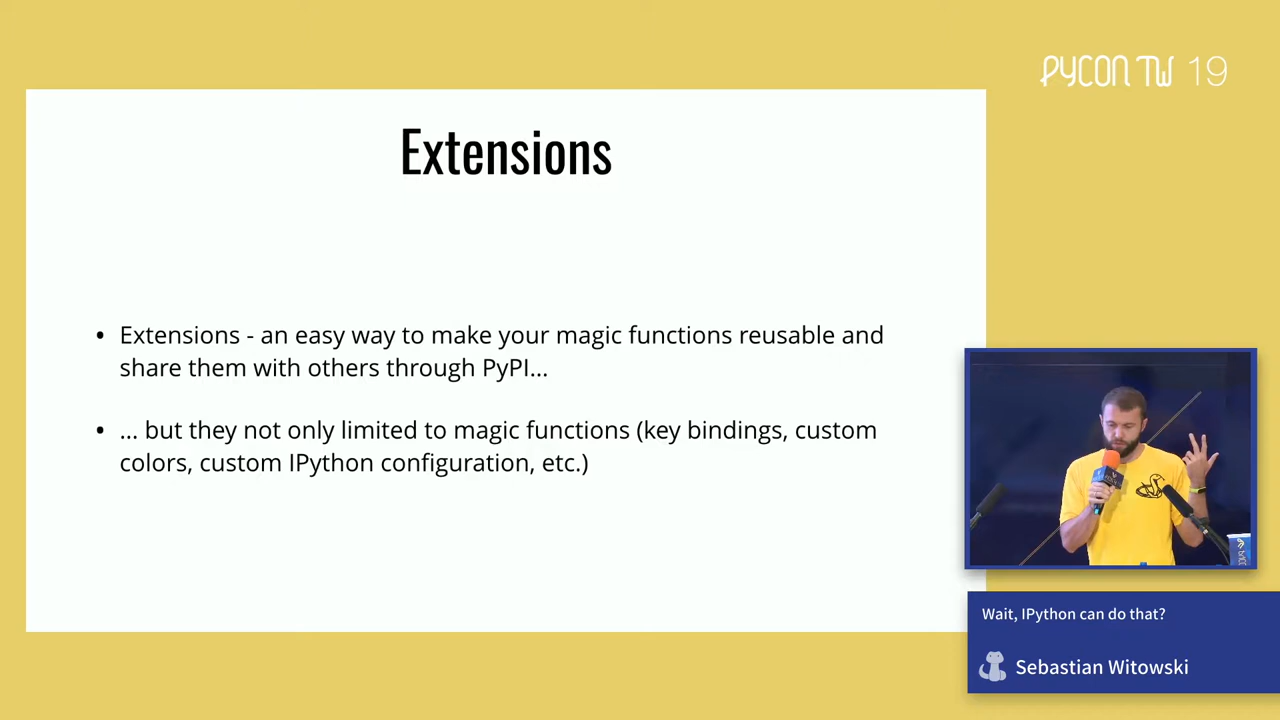 PYCON TW 19
Extensions
• Extensions - an easy way to make your magic functions reusable and
share them with others through PyPI...
• ... but they not only limited to magic functions (key bindings, custom
colors, custom IPython configuration, etc.)
Wait, IPython can do that?
Sebastian Witowski